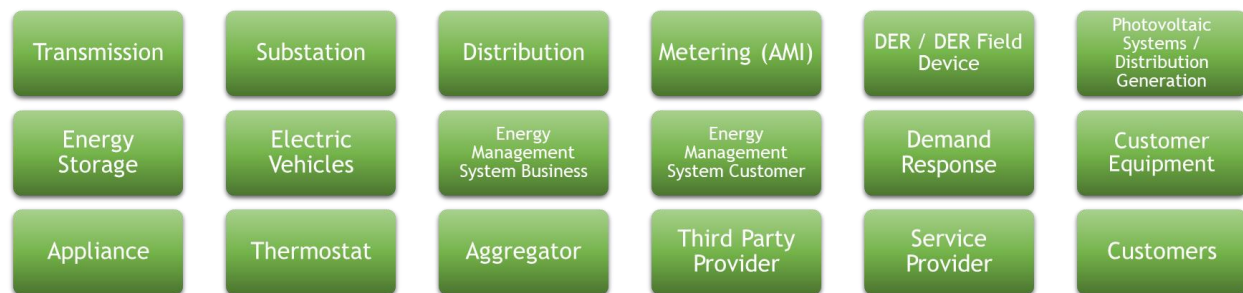 Transmission
Substation
Distribution
Metering (AMI)
DER / DER Field
Device
Photovoltaic
Systems /
Distribution
Generation
Energy
Storage
Electric
Vehicles
Energy
Management
System Business
Energy
Management
System Customer
Demand
Response
Customer
Equipment
Appliance
Thermostat
Aggregator
Third Party
Provider
Service
Provider
Customers